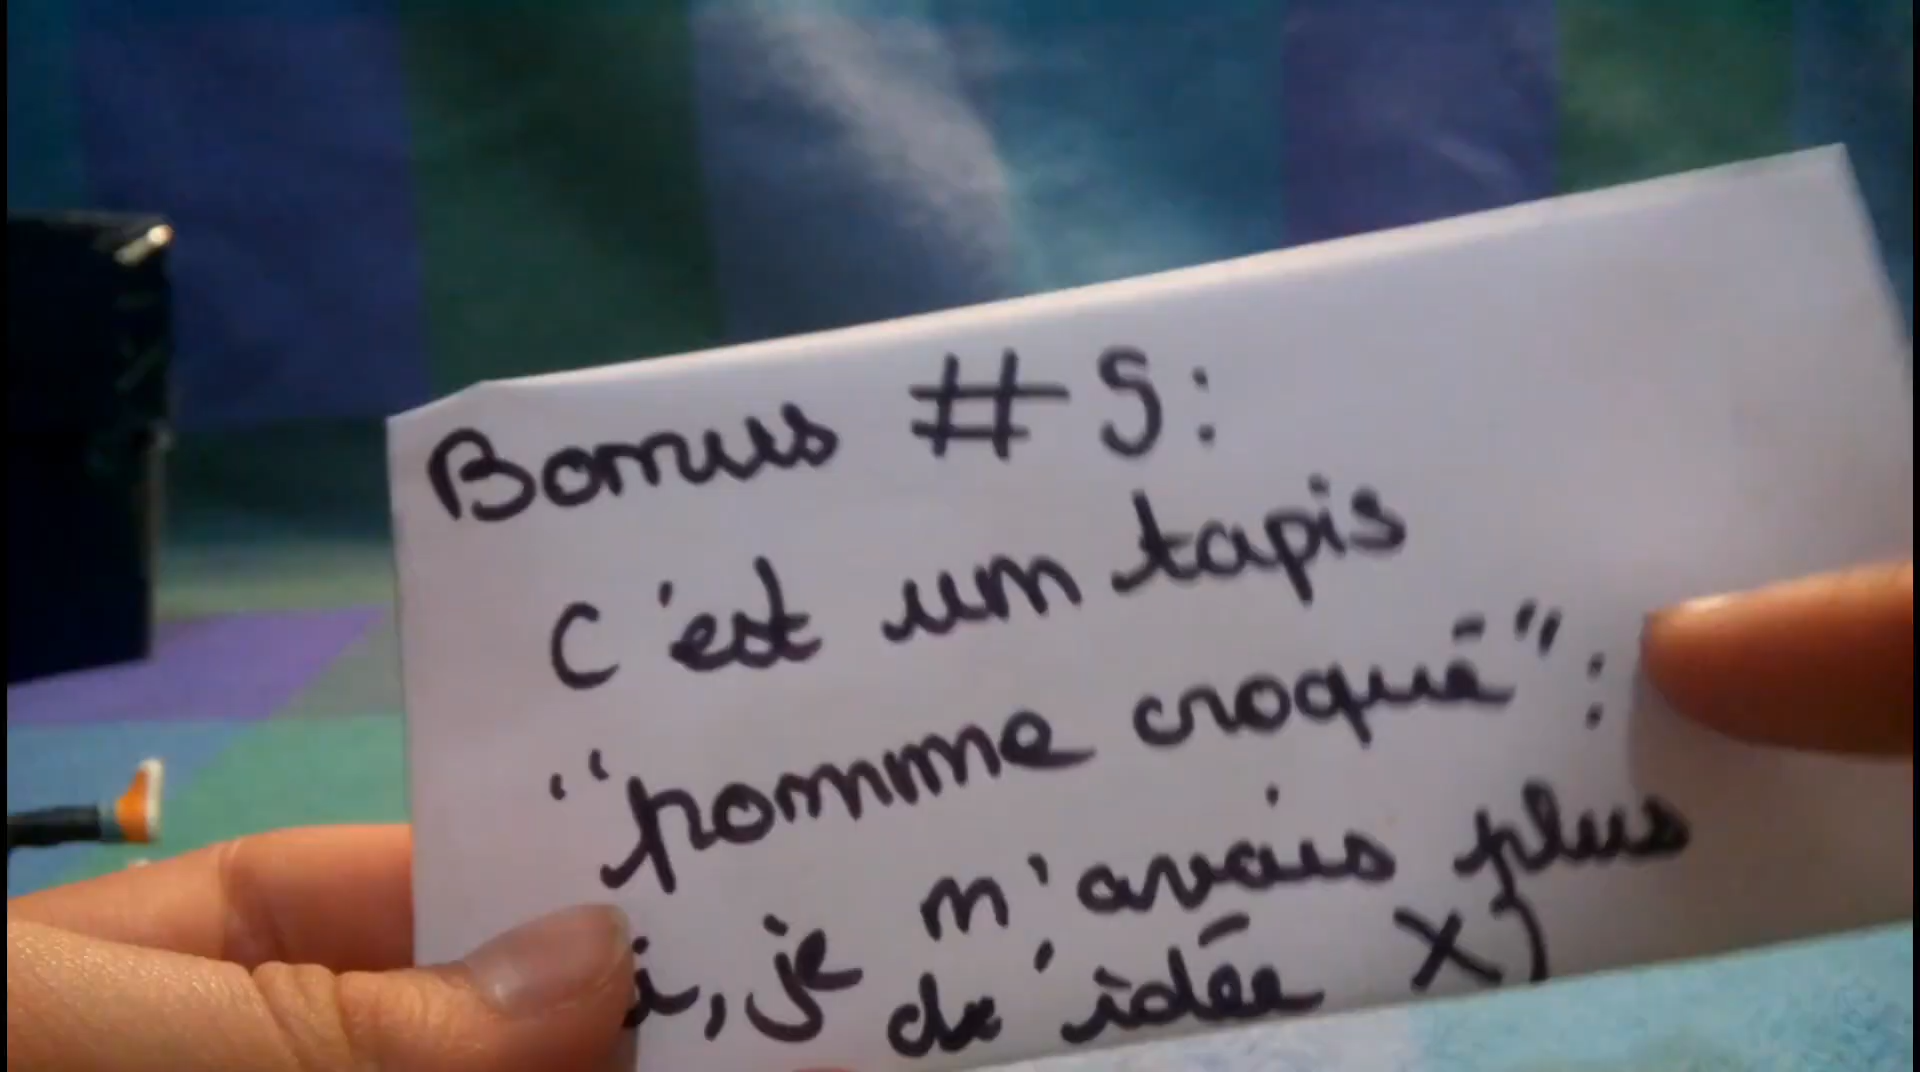 Bonus #5:
C'est un tapis
"pomme croqué":
i, je n'avais plus
de idée X)